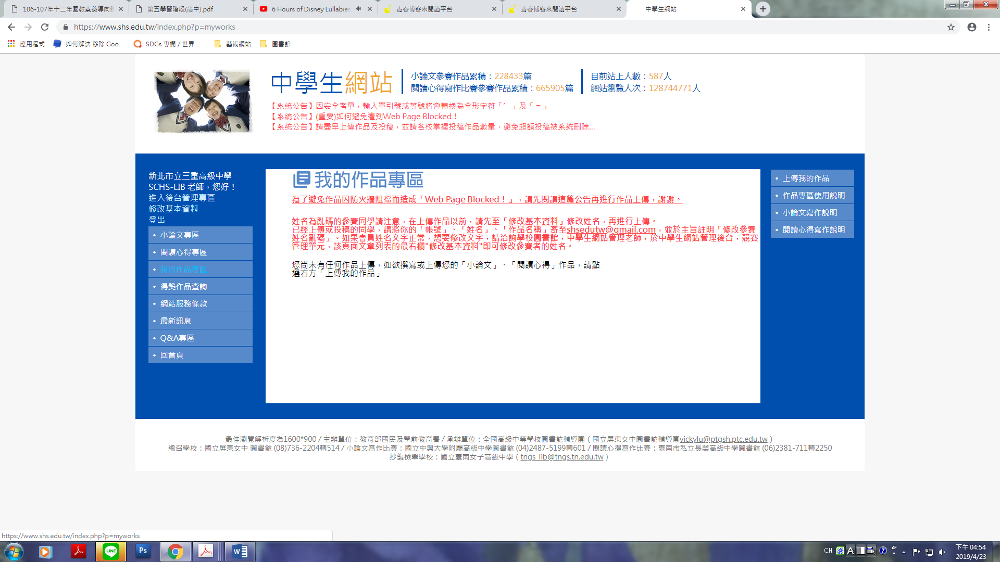 106-107年十二年國教素養導向
第五學習階段(高中).pdf
6 Hours of Disney Lullabies
青春博客來閱讀平台
青春博客來閱讀平台
中學生網站
https://www.shs.edu.tw/index.php?p=myworks
應用程式
如何解決 移除 Goo...
SDGs 專欄 / 世界...
藝術網站
圖書館
中學生網站
小論文參賽作品累積：228433篇
閱讀心得寫作比賽參賽作品累積：665905篇
目前站上人數：587人
網站瀏覽人次：128744771人
【系統公告】因安全考量，輸入單引號或等號將會轉換為全形字符「′」及「=」
【系統公告】(重要)如何避免遭到Web Page Blocked！
【系統公告】請盡早上傳作品及投稿，並請各校掌握投稿作品數量，避免超額投稿被系統刪除...
新北市立三重高級中學
SCHS-LIB 老師，您好！
進入後台管理專區
修改基本資料
登出
• 小論文專區
• 閱讀心得專區
• 我的作品專區
• 得獎作品查詢
• 網站服務條款
• 最新訊息
• Q&A專區
• 回首頁
我的作品專區
為了避免作品因防火牆阻擋而造成「Web Page Blocked！」，請先閱讀這篇公告再進行作品上傳，謝謝。
姓名為亂碼的參賽同學請注意，在上傳作品以前，請先至「修改基本資料」修改姓名，再進行上傳。
已經上傳或投稿的同學，請將你的「帳號」、「姓名」、「作品名稱」寄至shsedutw@gmail.com，並於主旨註明「修改參賽
姓名亂碼」。如果會員姓名文字正常，想要修改文字，請洽詢學校圖書館，中學生網站管理老師，於中學生網站管理後台，競賽
管理單元，該頁面文章列表的最右欄"修改基本資料"即可修改參賽者的姓名。
您尚未有任何作品上傳，如欲撰寫或上傳您的「小論文」、「閱讀心得」作品，請點
選右方「上傳我的作品」
• 上傳我的作品
• 作品專區使用說明
• 小論文寫作說明
• 閱讀心得寫作說明
最佳瀏覽解析度為1600*900 / 主辦單位：教育部國民及學前教育署 / 承辦單位：全國高級中等學校圖書館輔導團（國立屏東女中圖書館輔導團vickylu@ptgsh.ptc.edu.tw）
總召學校：國立屏東女中 圖書館 (08)736-2204轉514 / 小論文寫作比賽：國立中興大學附屬高級中學圖書館 (04)2487-5199轉601 / 閱讀心得寫作比賽：臺南市私立長榮高級中學圖書館 (06)2381-711轉2250
抄襲檢舉學校：國立臺南女子高級中學（tngs_lib@tngs.tn.edu.tw）
https://www.shs.edu.tw/index.php?p=myworks
LINE
Ps
CH
A
下午 04:54
2019/4/23